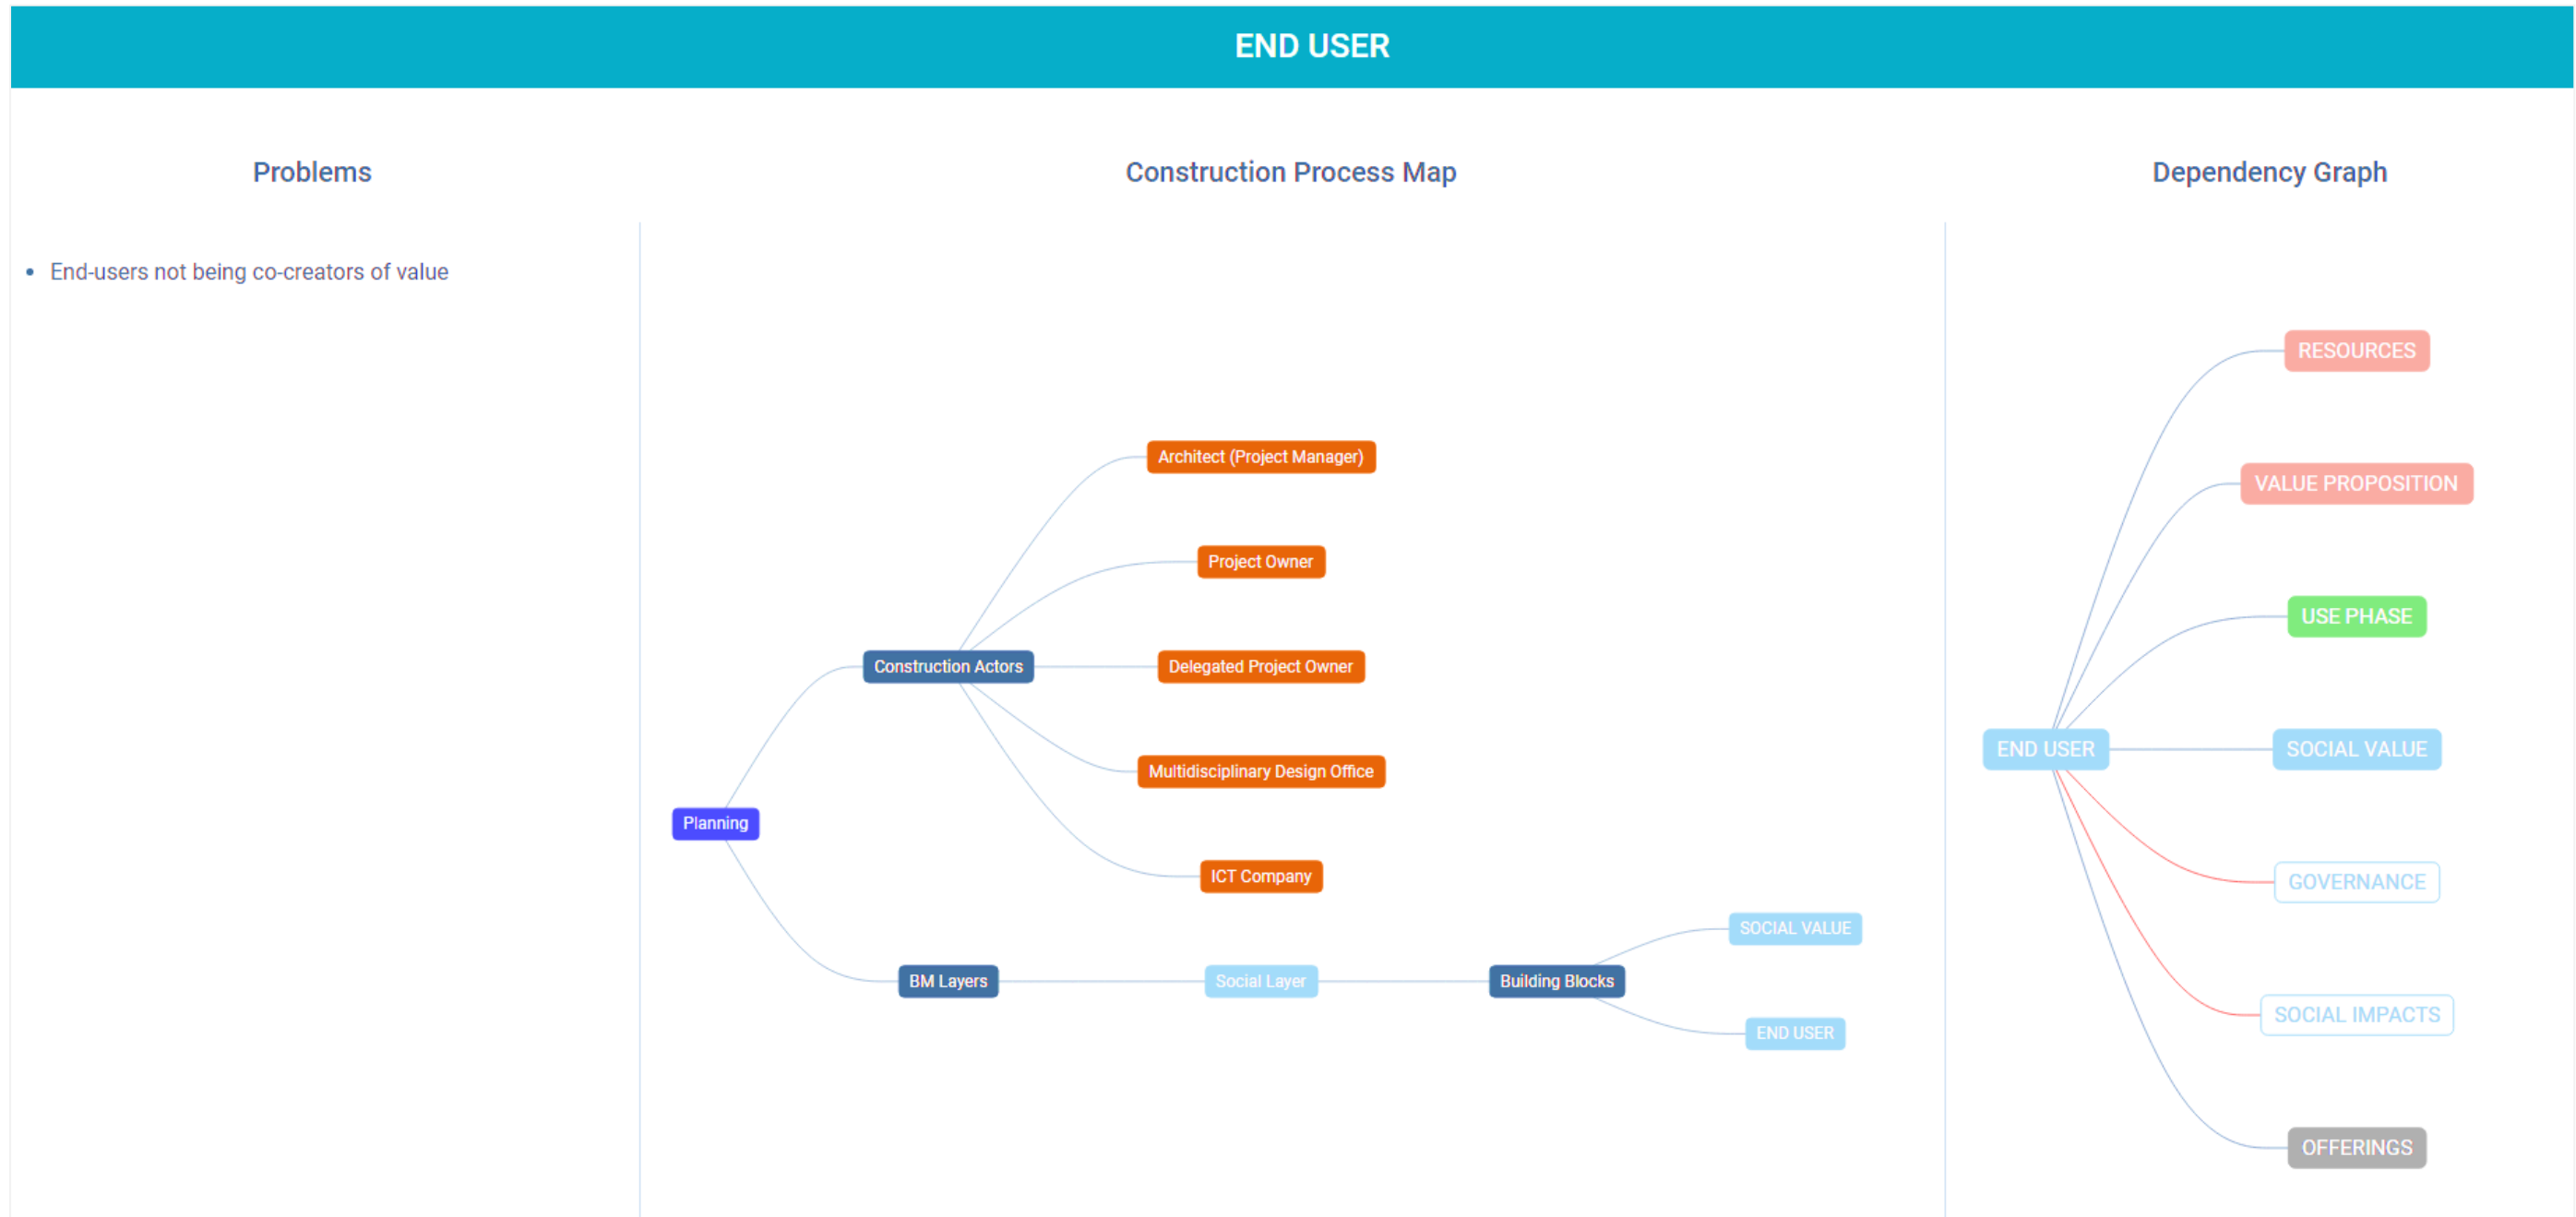 END USER
Problems
Construction Process Map
Dependency Graph
• End-users not being co-creators of value
Architect (Project Manager)
Project Owner
Construction Actors
Delegated Project Owner
Multidisciplinary Design Office
Planning
ICT Company
SOCIAL VALUE
BM Layers
Social Layer
Building Blocks
END USER
RESOURCES
VALUE PROPOSITION
USE PHASE
END USER
SOCIAL VALUE
GOVERNANCE
SOCIAL IMPACTS
OFFERINGS